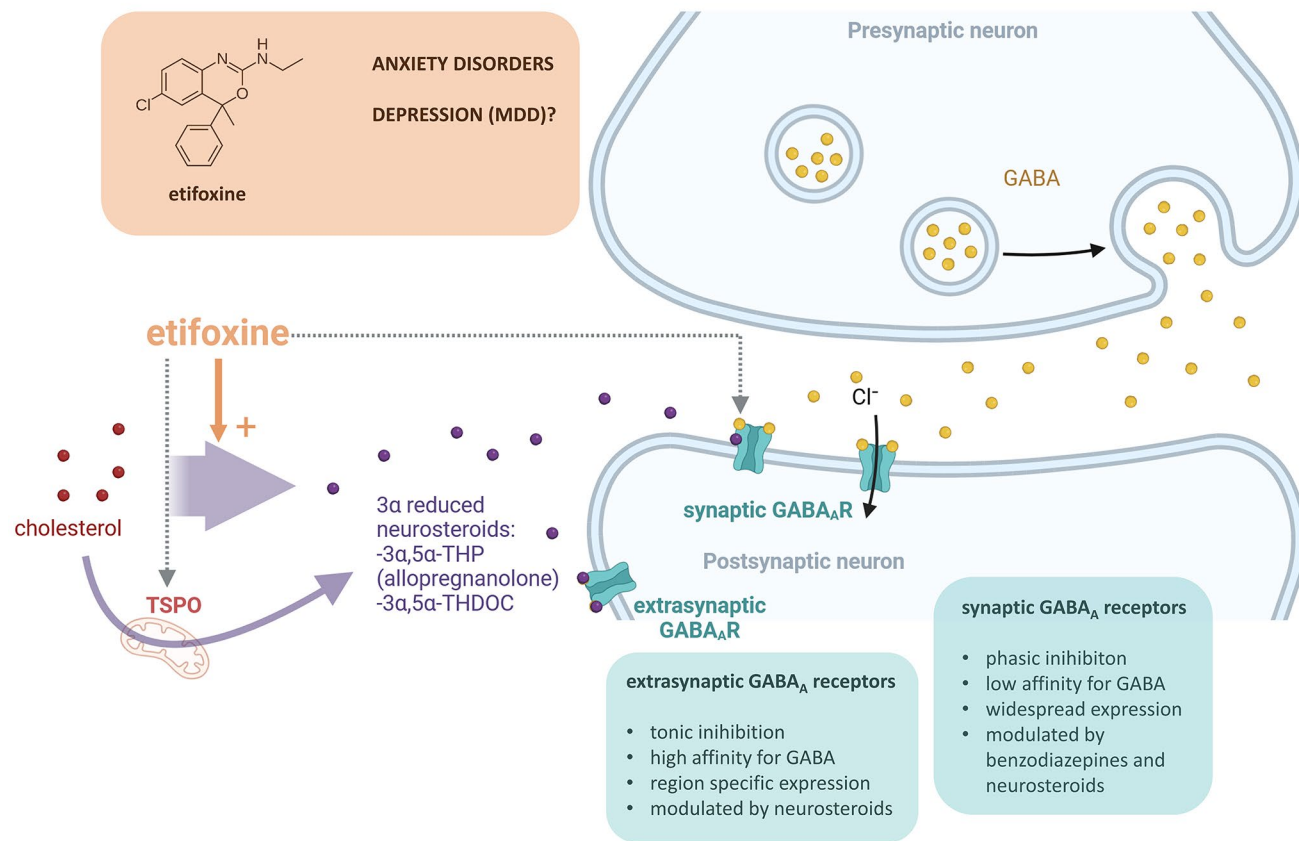 H
N
N
O
Cl
etifoxine
ANXIETY DISORDERS
DEPRESSION (MDD)?
Presynaptic neuron
GABA
etifoxine
+
cholesterol
TSPO
3α reduced
neurosteroids:
-3α,5α-THP
(allopregnanolone)
-3α,5α-THDOC
Cl⁻
synaptic GABAₐR
Postsynaptic neuron
extrasynaptic
GABAₐR
extrasynaptic GABAₐ receptors
• tonic inihibition
• high affinity for GABA
• region specific expression
• modulated by neurosteroids
synaptic GABAₐ receptors
• phasic inihibiton
• low affinity for GABA
• widespread expression
• modulated by
benzodiazepines and
neurosteroids